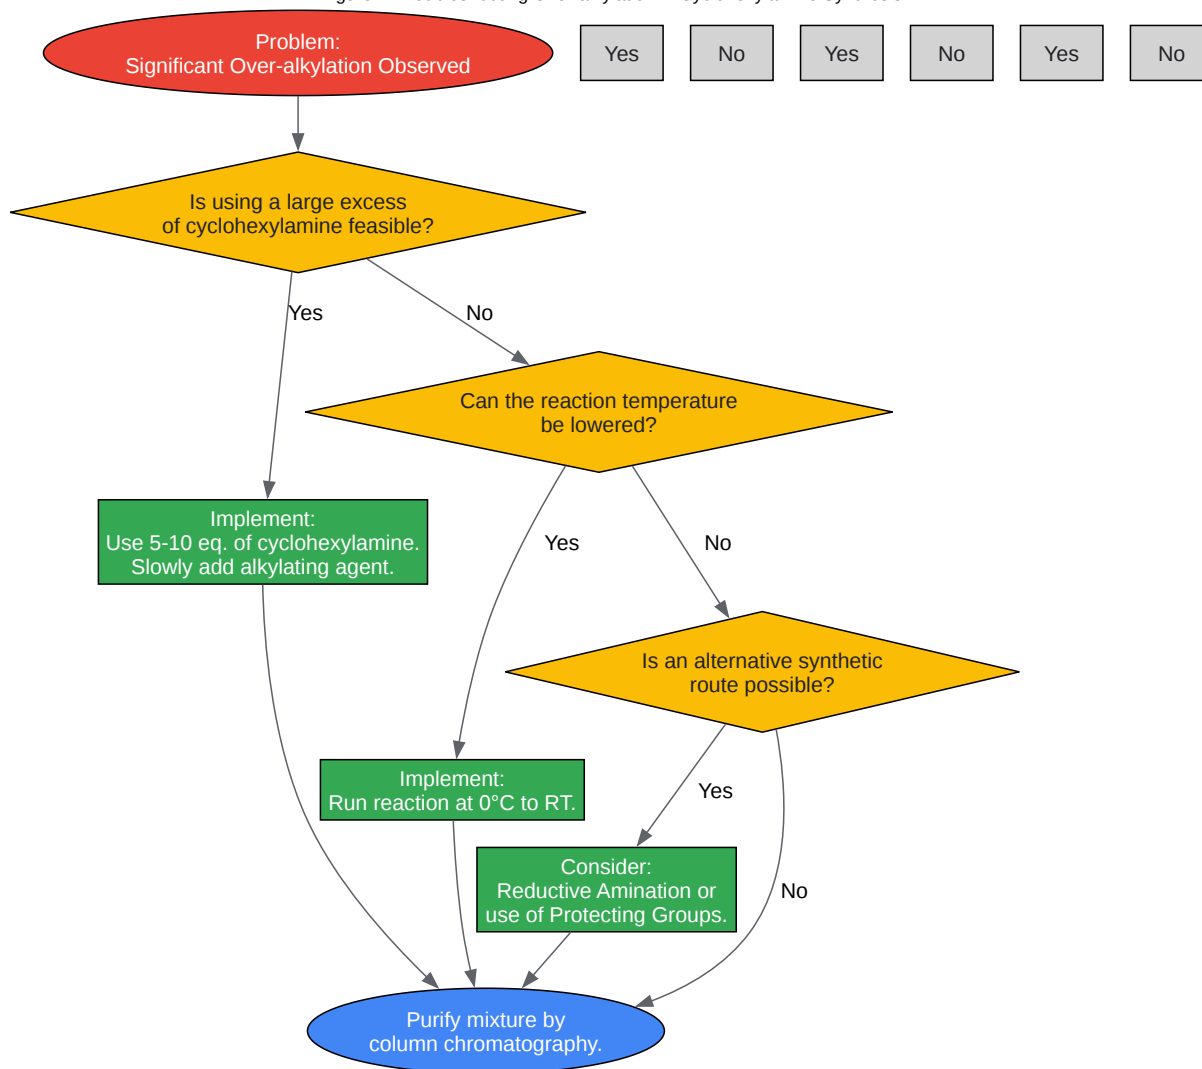 Problem:
Significant Over-alkylation Observed
Yes
No
Yes
No
Yes
No
Is using a large excess
of cyclohexylamine feasible?
Yes
No
Can the reaction temperature
be lowered?
Implement:
Use 5-10 eq. of cyclohexylamine.
Slowly add alkylating agent.
Yes
No
Is an alternative synthetic
route possible?
Implement:
Run reaction at 0°C to RT.
Yes
Consider:
Reductive Amination or
use of Protecting Groups.
No
Purify mixture by
column chromatography.